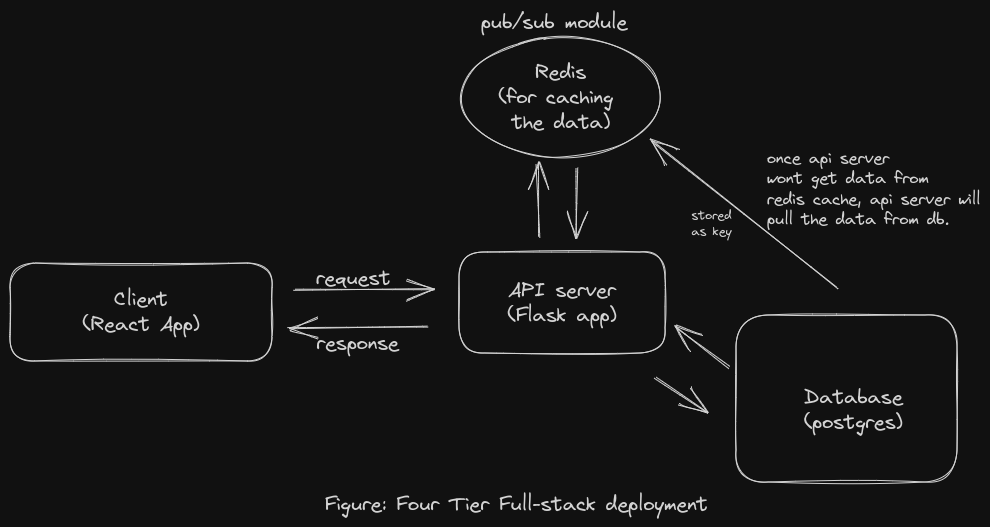 pub/sub module
Redis
(for caching
the data)
once api server
wont get data from
redis cache, api server will
pull the data from db.
stored
as key
request
Client
(React App)
API server
(Flask app)
response
Database
(postgres)
Figure: Four Tier Full-stack deployment